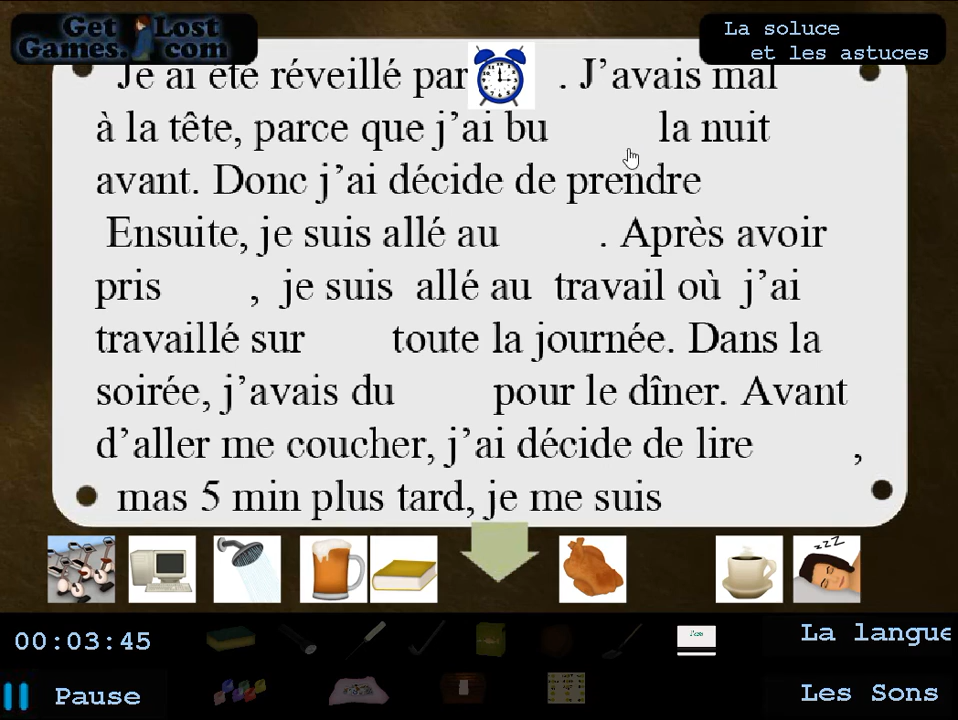 Get Lost
Games.com
La soluce
et les astuces
Je ai été réveillé par . J’avais mal
à la tête, parce que j’ai bu la nuit
avant. Donc j’ai décide de prendre
Ensuite, je suis allé au . Après avoir
pris , je suis allé au travail où j’ai
travaillé sur toute la journée. Dans la
soirée, j’avais du pour le dîner. Avant
d’aller me coucher, j’ai décide de lire ,
mas 5 min plus tard, je me suis
zzz
00:03:45
La langue
Pause
Les Sons